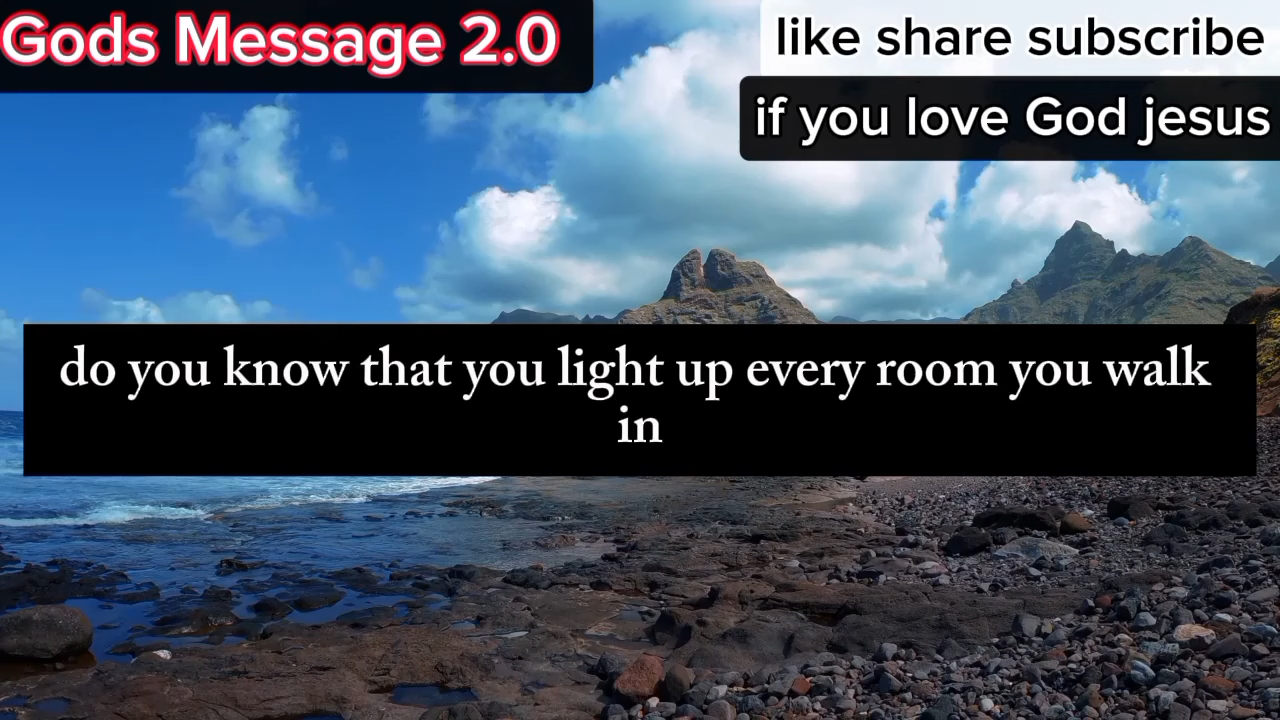 Gods Message 2.0
like share subscribe
if you love God jesus
do you know that you light up every room you walk
in